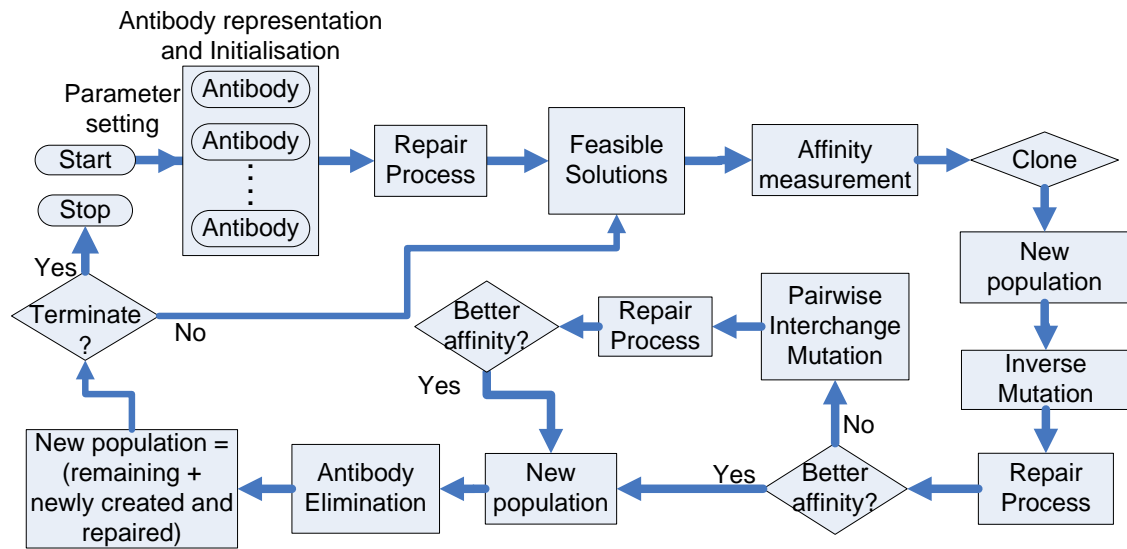 Antibody representation
and Initialisation
Parameter
setting
Start
Stop
Antibody
Antibody
Antibody
Repair
Process
Feasible
Solutions
Affinity
measurement
Clone
New
population
Inverse
Mutation
Repair
Process
Better
affinity?
No
Yes
Pairwise
Interchange
Mutation
Repair
Process
Better
affinity?
Yes
New
population
Antibody
Elimination
New population =
(remaining +
newly created and
repaired)
Terminate
?
Yes
No